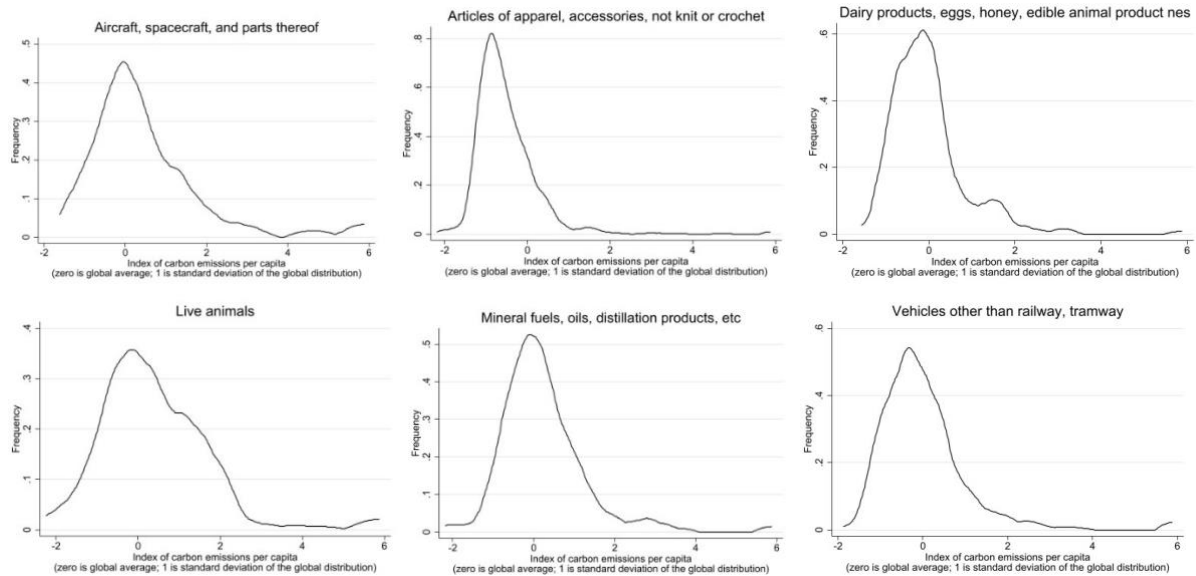 Aircraft, spacecraft, and parts thereof
.5
.4
.3
.2
.1
0
Frequency
-2 0 2 4 6
Index of carbon emissions per capita
(zero is global average; 1 is standard deviation of the global distribution)
Articles of apparel, accessories, not knit or crochet
.8
.6
.4
.2
0
Frequency
-2 0 2 4 6
Index of carbon emissions per capita
(zero is global average; 1 is standard deviation of the global distribution)
Dairy products, eggs, honey, edible animal product nes
.6
.4
.2
0
Frequency
-2 0 2 4 6
Index of carbon emissions per capita
(zero is global average; 1 is standard deviation of the global distribution)
Live animals
.4
.3
.2
.1
0
Frequency
-2 0 2 4 6
Index of carbon emissions per capita
(zero is global average; 1 is standard deviation of the global distribution)
Mineral fuels, oils, distillation products, etc
.5
.4
.3
.2
.1
0
Frequency
-2 0 2 4 6
Index of carbon emissions per capita
(zero is global average; 1 is standard deviation of the global distribution)
Vehicles other than railway, tramway
.6
.4
.2
0
Frequency
-2 0 2 4 6
Index of carbon emissions per capita
(zero is global average; 1 is standard deviation of the global distribution)